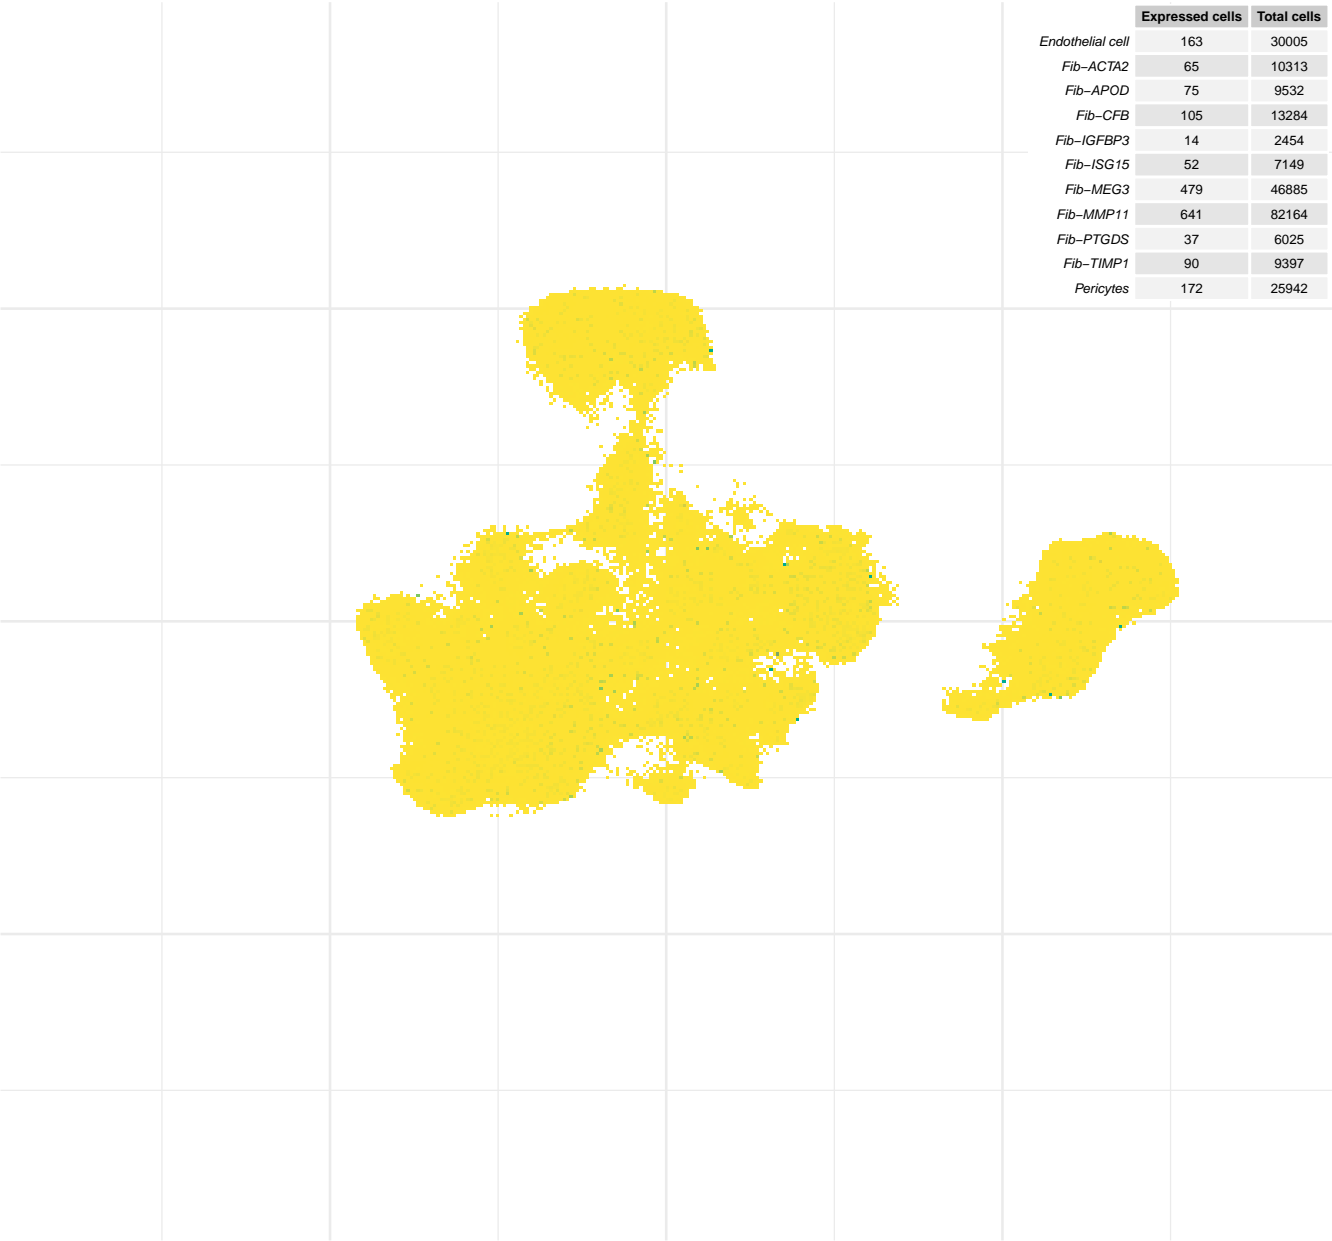 Expressed cells Total cells
Endothelial cell 163 30005
Fib−ACTA2 65 10313
Fib−APOD 75 9532
Fib−CFB 105 13284
Fib−IGFBP3 14 2454
Fib−ISG15 52 7149
Fib−MEG3 479 46885
Fib−MMP11 641 82164
Fib−PTGDS 37 6025
Fib−TIMP1 90 9397
Pericytes 172 25942